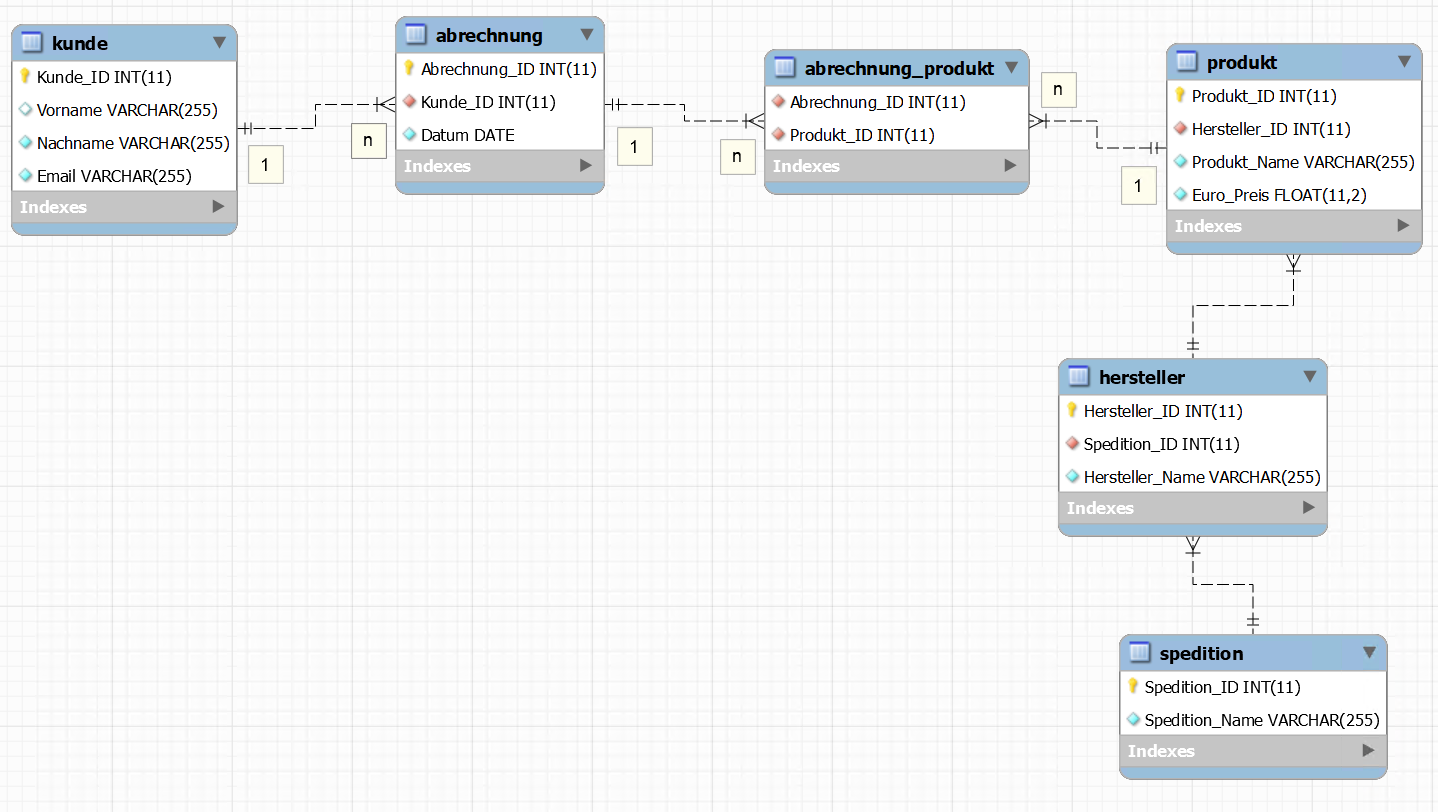 kunde
Kunde_ID INT(11)
Vorname VARCHAR(255)
Nachname VARCHAR(255)
Email VARCHAR(255)
Indexes
1
n
abrechnung
Abrechnung_ID INT(11)
Kunde_ID INT(11)
Datum DATE
Indexes
1
n
abrechnung_produkt
Abrechnung_ID INT(11)
Produkt_ID INT(11)
Indexes
n
1
produkt
Produkt_ID INT(11)
Hersteller_ID INT(11)
Produkt_Name VARCHAR(255)
Euro_Preis FLOAT(11,2)
Indexes
hersteller
Hersteller_ID INT(11)
Spedition_ID INT(11)
Hersteller_Name VARCHAR(255)
Indexes
spedition
Spedition_ID INT(11)
Spedition_Name VARCHAR(255)
Indexes